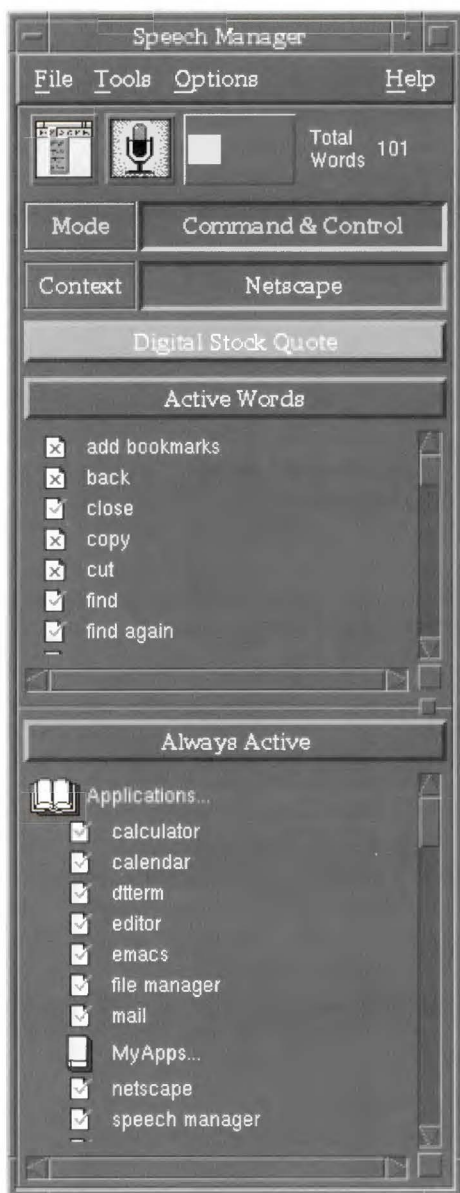 Speech Manager
File Tools Options Help
Total Words 101
Mode Command & Control
Context Netscape
Digital Stock Quote
Active Words
add bookmarks
back
close
copy
cut
find
find again
Always Active
Applications...
calculator
calendar
dtterm
editor
emacs
file manager
mail
MyApps...
netscape
speech manager